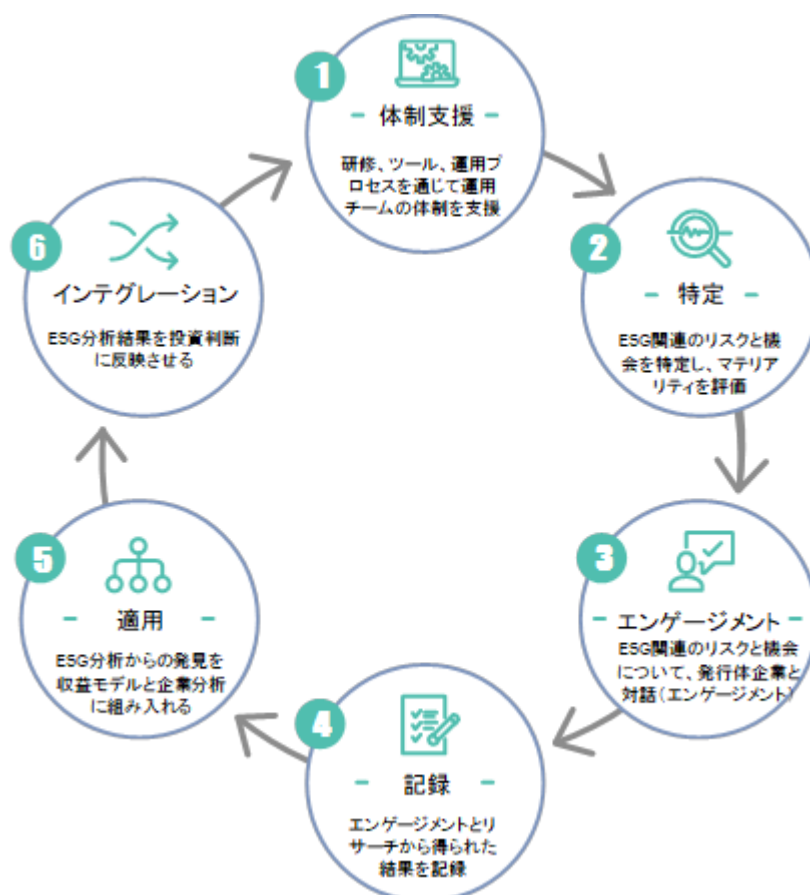 1
体制支援
研修、ツール、運用プ
ロセスを通じて運用
チームの体制を支援
2
特定
ESG関連のリスクと機
会を特定し、マテリア
リティを評価
3
エンゲージメント
ESG関連のリスクと機会
について、発行体企業と
対話(エンゲージメント)
4
記録
エンゲージメントとリ
サーチから得られた
結果を記録
5
適用
ESG分析からの発見を
収益モデルと企業分析
に組み入れる
6
インテグレーション
ESG分析結果を投資判断
に反映させる